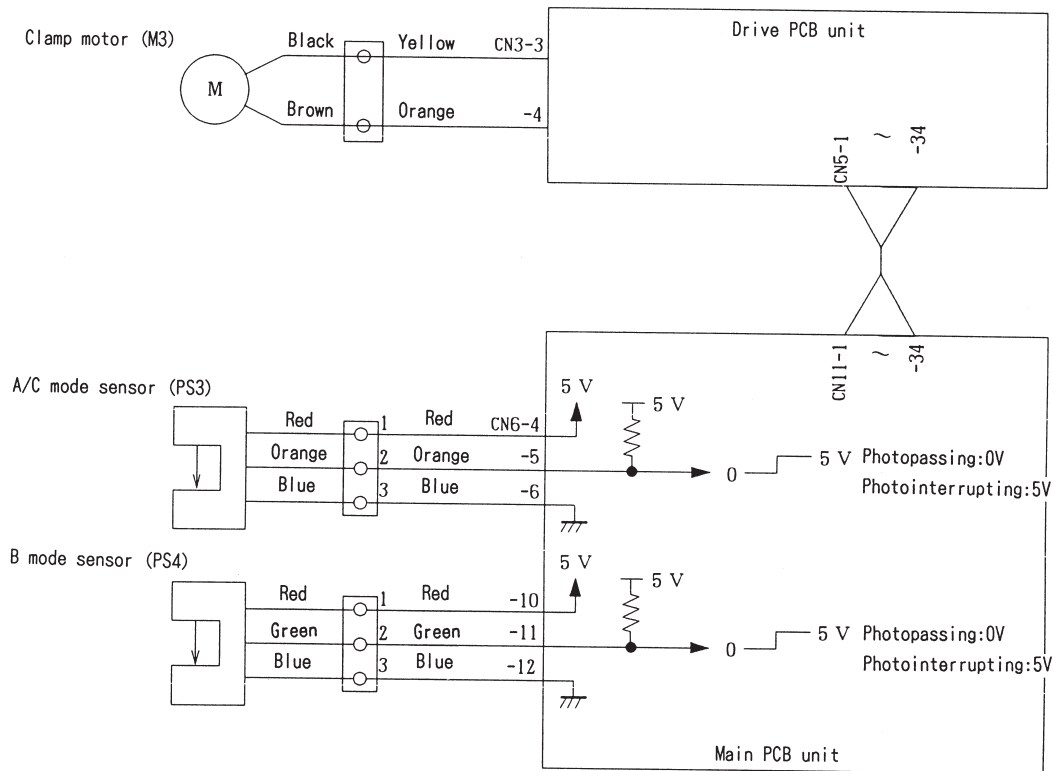 Drive PCB unit
Clamp motor (M3)
Black Yellow CN3-3
M
Brown Orange -4
CN5-1 ~ -34
CN11-1 ~ -34
A/C mode sensor (PS3)
5 V
5 V
Red 1 Red CN6-4
Orange 2 Orange -5
0 5 V Photopassing:0V
Blue 3 Blue -6
Photointerrupting:5V
B mode sensor (PS4)
5 V
5 V
Red 1 Red -10
Green 2 Green -11
0 5 V Photopassing:0V
Blue 3 Blue -12
Photointerrupting:5V
Main PCB unit